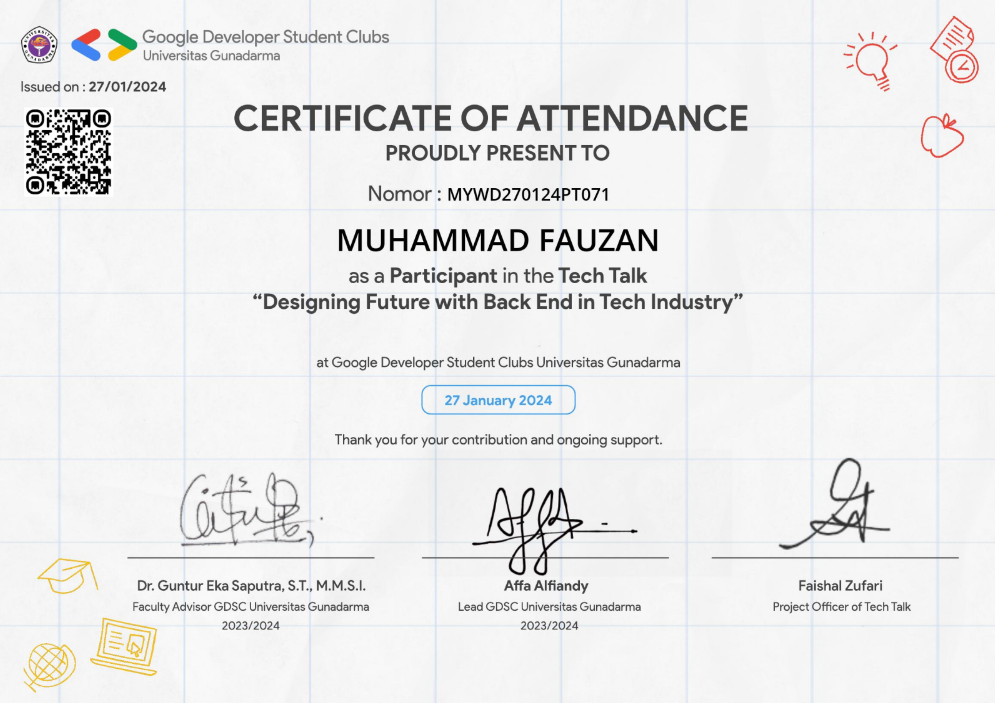 Google Developer Student Clubs
Universitas Gunadarma
Issued on : 27/01/2024
CERTIFICATE OF ATTENDANCE
PROUDLY PRESENT TO
Nomor : MYWD270124PT071
MUHAMMAD FAUZAN
as a Participant in the Tech Talk
“Designing Future with Back End in Tech Industry”
at Google Developer Student Clubs Universitas Gunadarma
27 January 2024
Thank you for your contribution and ongoing support.
Dr. Guntur Eka Saputra, S.T., M.M.S.I.
Faculty Advisor GDSC Universitas Gunadarma
2023/2024
Affa Alfiandy
Lead GDSC Universitas Gunadarma
2023/2024
Faishal Zufari
Project Officer of Tech Talk